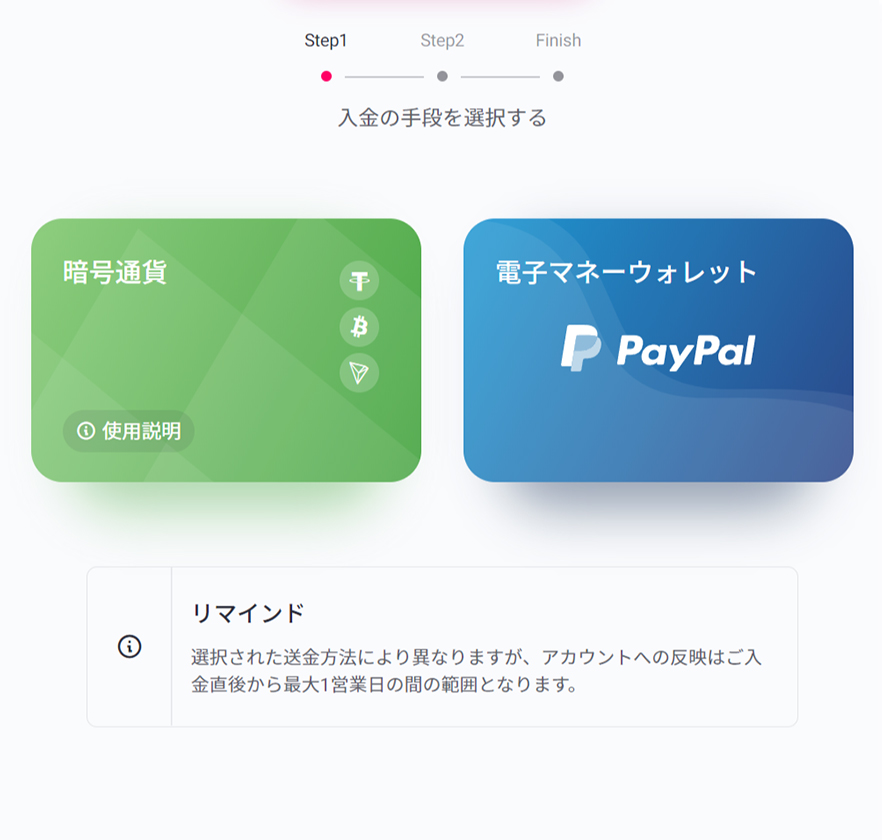 Step1 Step2 Finish
入金の手段を選択する
暗号通貨
使用説明
電子マネーウォレット
PayPal
リマインド
選択された送金方法により異なりますが、アカウントへの反映はご入
金直後から最大1営業日の間の範囲となります。